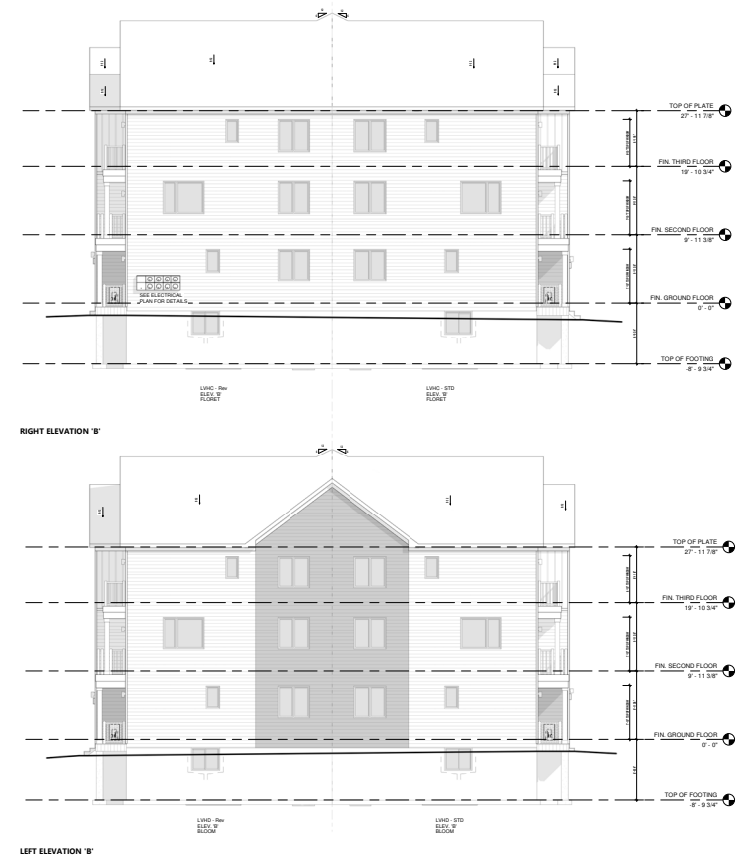 TOP OF PLATE
27' - 11 7/8"
FIN. THIRD FLOOR
19' - 10 3/4"
FIN. SECOND FLOOR
9' - 11 3/8"
SEE ELECTRICAL
PLAN FOR DETAILS
FIN. GROUND FLOOR
0' - 0"
TOP OF FOOTING
-8' - 9 3/4"
LVHC - Rev
ELEV. 'B'
FLORET
LVHC - STD
ELEV. 'B'
FLORET
RIGHT ELEVATION 'B'
TOP OF PLATE
27' - 11 7/8"
FIN. THIRD FLOOR
19' - 10 3/4"
FIN. SECOND FLOOR
9' - 11 3/8"
FIN. GROUND FLOOR
0' - 0"
TOP OF FOOTING
-8' - 9 3/4"
LVHD - Rev
ELEV. 'B'
BLOOM
LVHD - STD
ELEV. 'B'
BLOOM
LEFT ELEVATION 'B'